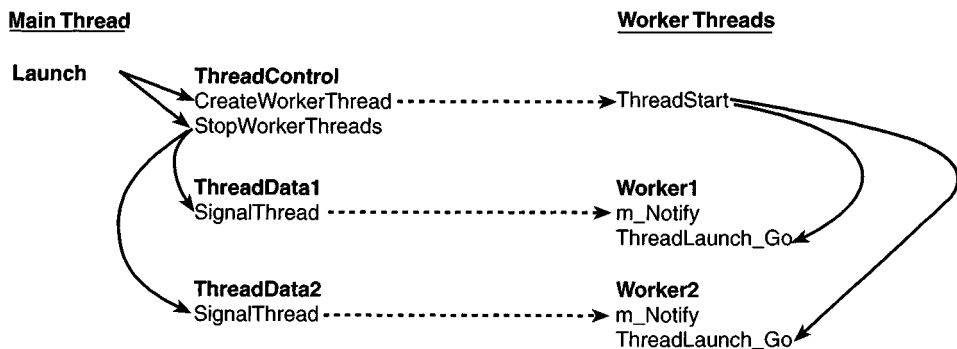 Main Thread
Worker Threads
Launch
ThreadControl
CreateWorkerThread
ThreadStart
StopWorkerThreads
ThreadData1
Worker1
SignalThread
m_Notify
ThreadLaunch_Go
ThreadData2
Worker2
SignalThread
m_Notify
ThreadLaunch_Go